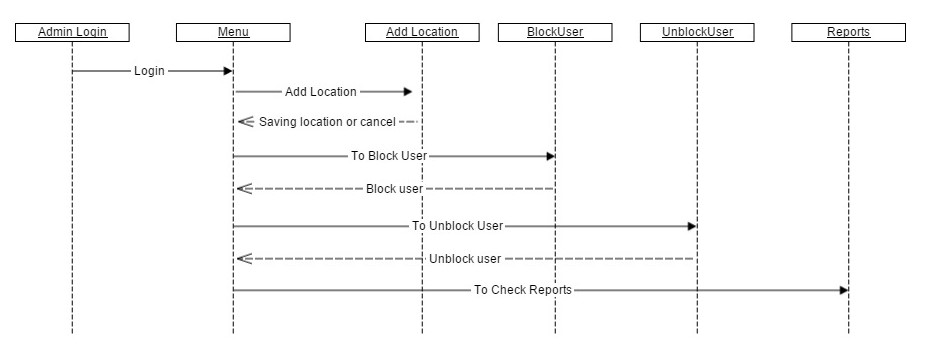 Admin Login
Menu
Add Location
BlockUser
UnblockUser
Reports
Login
Add Location
Saving location or cancel
To Block User
Block user
To Unblock User
Unblock user
To Check Reports